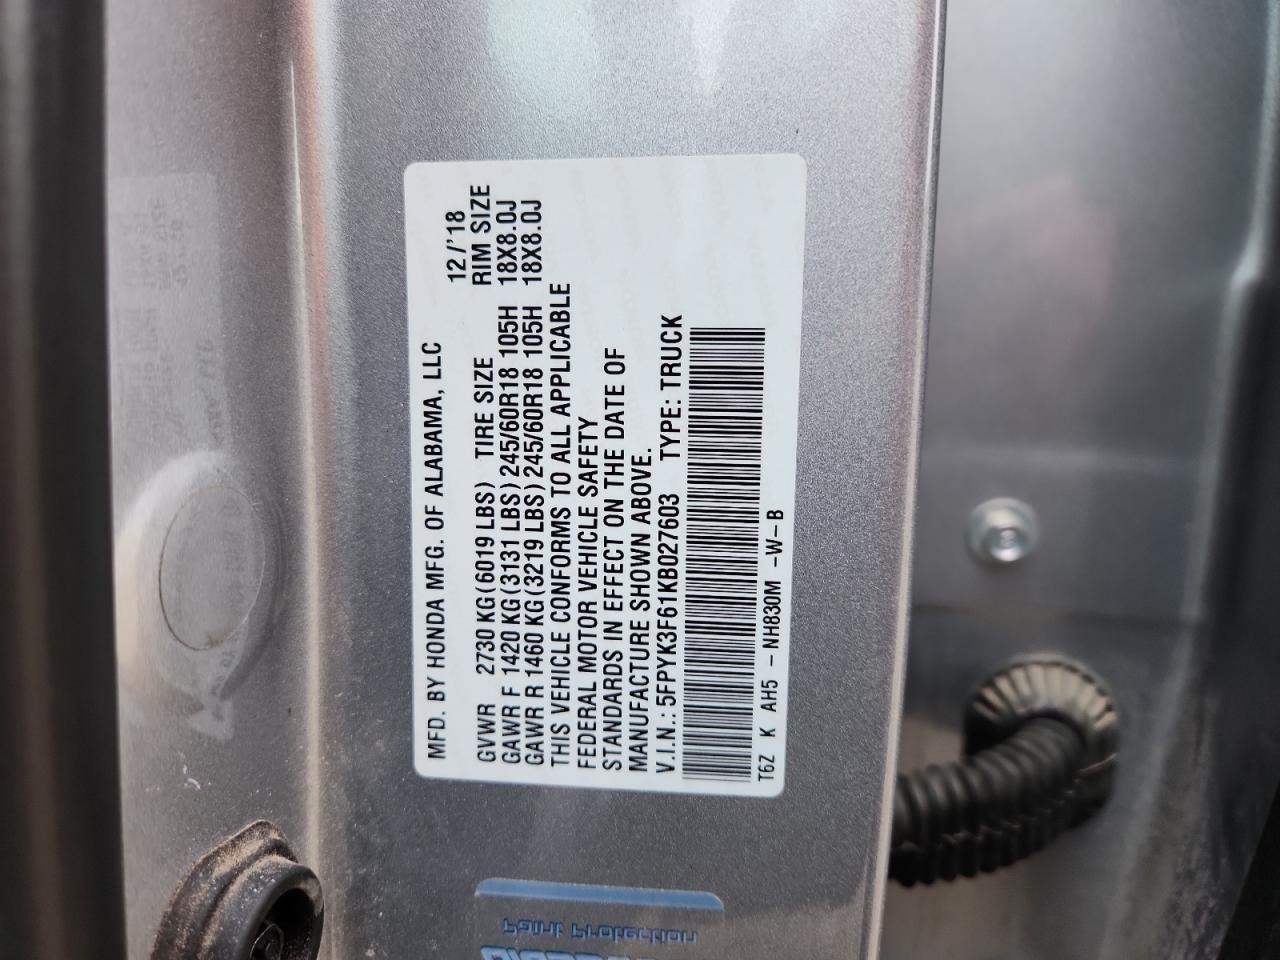 MFD. BY HONDA MFG. OF ALABAMA, LLC
12/'18
GVWR 2730 KG(6019 LBS) TIRE SIZE RIM SIZE
GAWR F 1420 KG(3131 LBS) 245/60R18 105H 18X8.0J
GAWR R 1460 KG(3219 LBS) 245/60R18 105H 18X8.0J
THIS VEHICLE CONFORMS TO ALL APPLICABLE
FEDERAL MOTOR VEHICLE SAFETY
STANDARDS IN EFFECT ON THE DATE OF
MANUFACTURE SHOWN ABOVE.
V.I.N.: 5FPYK3F61KB027603 TYPE: TRUCK
T6Z K AH5 - NH830M -W-B
Paint Protection